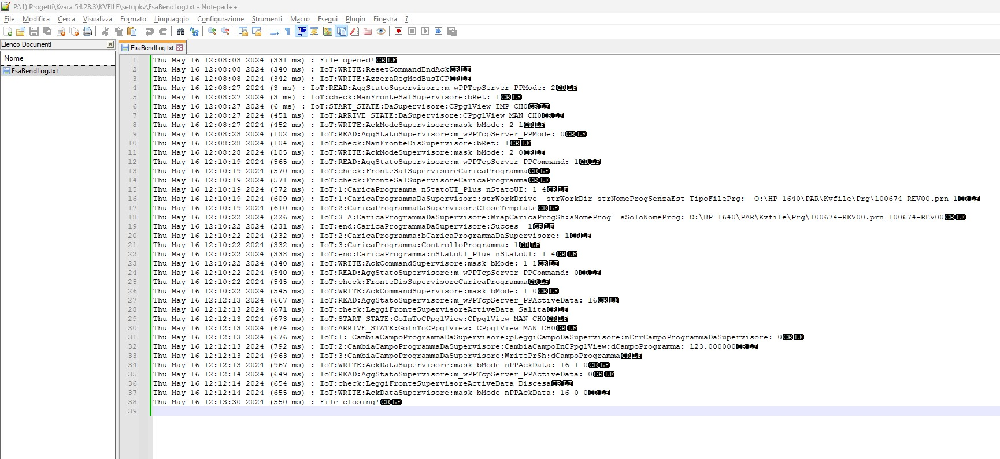 P:\1) Progetti\Kvara 54.28.3\KVFILE\setupkv\EsaBendLog.txt - Notepad++
File Modifica Cerca Visualizza Formato Linguaggio Configurazione Strumenti Macro Esegui Plugin Finestra ?
Elenco Documenti
Nome
EsaBendLog.txt
EsaBendLog.txt
1 Thu May 16 12:08:08 2024 (331 ms) : File opened!CRLF
2 Thu May 16 12:08:08 2024 (340 ms) : IoT:WRITE:ResetCommandEndAckCRLF
3 Thu May 16 12:08:08 2024 (342 ms) : IoT:WRITE:AzzeraRegModBusTCPCRLF
4 Thu May 16 12:08:27 2024 (3 ms) : IoT:READ:AggStatoSupervisore:m_wPPTcpServer_PPMode: 2CRLF
5 Thu May 16 12:08:27 2024 (3 ms) : IoT:check:ManFronteSalSupervisore:bRet: 1CRLF
6 Thu May 16 12:08:27 2024 (6 ms) : IoT:START_STATE:DaSupervisore:CPpg1View IMP CH0CRLF
7 Thu May 16 12:08:27 2024 (451 ms) : IoT:ARRIVE_STATE:DaSupervisore:CPpg1View MAN CH0CRLF
8 Thu May 16 12:08:27 2024 (452 ms) : IoT:WRITE:AckModeSupervisore:mask bMode: 2 1CRLF
9 Thu May 16 12:08:28 2024 (102 ms) : IoT:READ:AggStatoSupervisore:m_wPPTcpServer_PPMode: 0CRLF
10 Thu May 16 12:08:28 2024 (104 ms) : IoT:check:ManFronteDisSupervisore:bRet: 1CRLF
11 Thu May 16 12:08:28 2024 (105 ms) : IoT:WRITE:AckModeSupervisore:mask bMode: 2 0CRLF
12 Thu May 16 12:10:19 2024 (565 ms) : IoT:READ:AggStatoSupervisore:m_wPPTcpServer_PPCommand: 1CRLF
13 Thu May 16 12:10:19 2024 (570 ms) : IoT:check:FronteSalSupervisoreCaricaProgrammaCRLF
14 Thu May 16 12:10:19 2024 (571 ms) : IoT:check:FronteSalSupervisoreCaricaProgrammaCRLF
15 Thu May 16 12:10:19 2024 (572 ms) : IoT:1:CaricaProgramma nStatoUI_Plus nStatoUI: 1 4CRLF
16 Thu May 16 12:10:19 2024 (609 ms) : IoT:1:CaricaProgrammaDaSupervisore:strWorkDrive  strWorkDir strNomeProgSenzaEst TipoFilePrg:  O:\HP 1640\PAR\Kvfile\Prg\100674-REV00.prn 1CRLF
17 Thu May 16 12:10:19 2024 (610 ms) : IoT:2:CaricaProgrammaDaSupervisoreCloseTemplateCRLF
18 Thu May 16 12:10:22 2024 (226 ms) : IoT:3 A:CaricaProgrammaDaSupervisore:WrapCaricaProgSh:sNomeProg  sSoloNomeProg: O:\HP 1640\PAR\Kvfile\Prg\100674-REV00.prn 100674-REV00CRLF
19 Thu May 16 12:10:22 2024 (231 ms) : IoT:end:CaricaProgrammaDaSupervisore:Succes  1CRLF
20 Thu May 16 12:10:22 2024 (232 ms) : IoT:2:CaricaProgramma:bCaricaProgrammaDaSupervisore: 1CRLF
21 Thu May 16 12:10:22 2024 (332 ms) : IoT:3:CaricaProgramma:ControlloProgramma: 1CRLF
22 Thu May 16 12:10:22 2024 (338 ms) : IoT:end:CaricaProgramma:nStatoUI_Plus nStatoUI: 1 4CRLF
23 Thu May 16 12:10:22 2024 (340 ms) : IoT:WRITE:AckCommandSupervisore:mask bMode: 1 1CRLF
24 Thu May 16 12:10:22 2024 (540 ms) : IoT:READ:AggStatoSupervisore:m_wPPTcpServer_PPCommand: 0CRLF
25 Thu May 16 12:10:22 2024 (545 ms) : IoT:check:FronteDisSupervisoreCaricaProgrammaCRLF
26 Thu May 16 12:10:22 2024 (545 ms) : IoT:WRITE:AckCommandSupervisore:mask bMode: 1 0CRLF
27 Thu May 16 12:12:13 2024 (667 ms) : IoT:READ:AggStatoSupervisore:m_wPPTcpServer_PPActiveData: 16CRLF
28 Thu May 16 12:12:13 2024 (671 ms) : IoT:check:LeggiFronteSupervisoreActiveData SalitaCRLF
29 Thu May 16 12:12:13 2024 (673 ms) : IoT:START_STATE:GoInToCPpg1View:CPpg1View MAN CH0CRLF
30 Thu May 16 12:12:13 2024 (674 ms) : IoT:ARRIVE_STATE:GoInToCPpg1View: CPpg1View MAN CH0CRLF
31 Thu May 16 12:12:13 2024 (676 ms) : IoT:1: CambiaCampoProgrammaDaSupervisore:pLeggiCampoDaSupervisore:nErrCampoProgrammaDaSupervisore: 0CRLF
32 Thu May 16 12:12:13 2024 (792 ms) : IoT:2:CambiaCampoProgrammaDaSupervisore:CambiaCampoInCPpg1View:dCampoProgramma: 123.000000CRLF
33 Thu May 16 12:12:13 2024 (963 ms) : IoT:3:CambiaCampoProgrammaDaSupervisore:WritePrSh:dCampoProgrammaCRLF
34 Thu May 16 12:12:13 2024 (967 ms) : IoT:WRITE:AckDataSupervisore:mask bMode nPPAckData: 16 1 0CRLF
35 Thu May 16 12:12:14 2024 (649 ms) : IoT:READ:AggStatoSupervisore:m_wPPTcpServer_PPActiveData: 0CRLF
36 Thu May 16 12:12:14 2024 (654 ms) : IoT:check:LeggiFronteSupervisoreActiveData DiscesaCRLF
37 Thu May 16 12:12:14 2024 (655 ms) : IoT:WRITE:AckDataSupervisore:mask bMode nPPAckData: 16 0 0CRLF
38 Thu May 16 12:13:30 2024 (550 ms) : File closing!CRLF
39